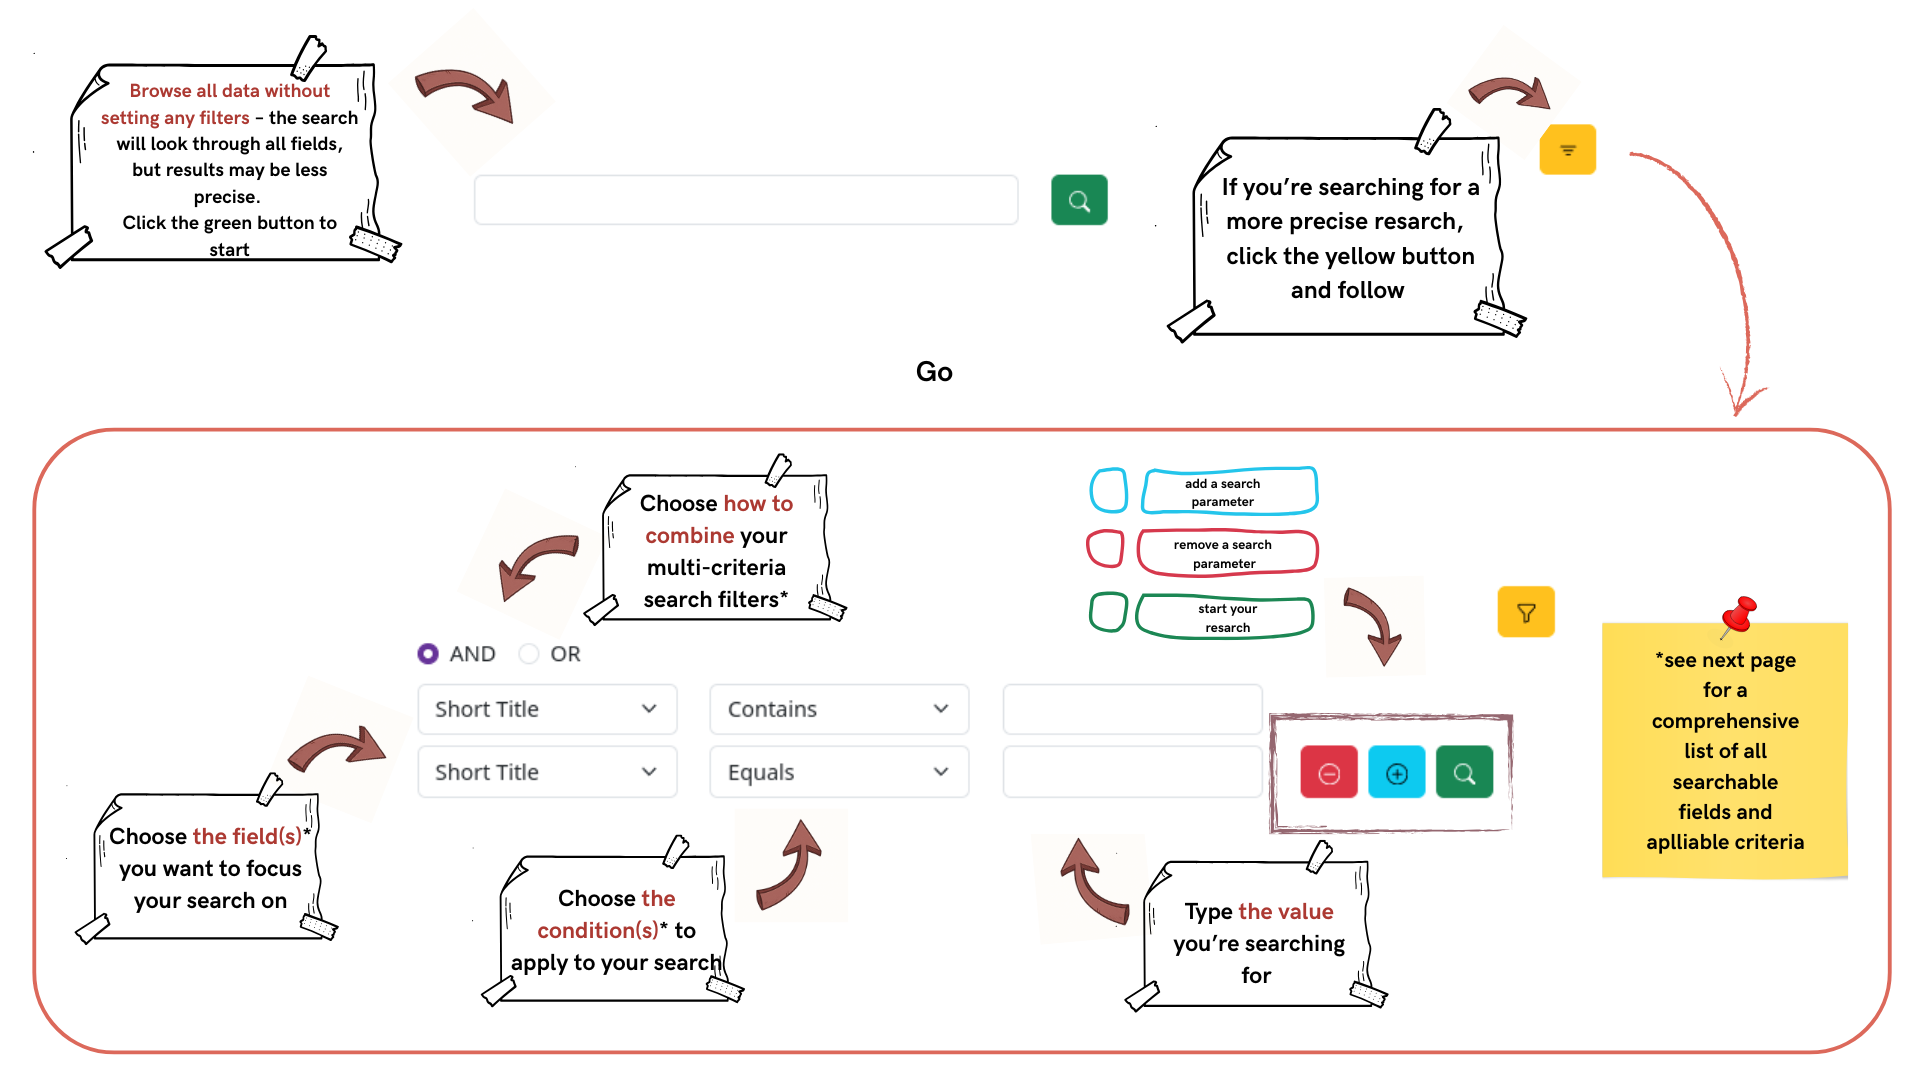 Browse all data without
setting any filters – the search
will look through all fields,
but results may be less
precise.
Click the green button to
start
If you’re searching for a
more precise resarch,
click the yellow button
and follow
Go
Choose how to
combine your
multi-criteria
search filters*
add a search
parameter
remove a search
parameter
start your
resarch
AND OR
Short Title Contains
Short Title Equals
*see next page
for a
comprehensive
list of all
searchable
fields and
aplliable criteria
Choose the field(s)*
you want to focus
your search on
Choose the
condition(s)* to
apply to your search
Type the value
you’re searching
for